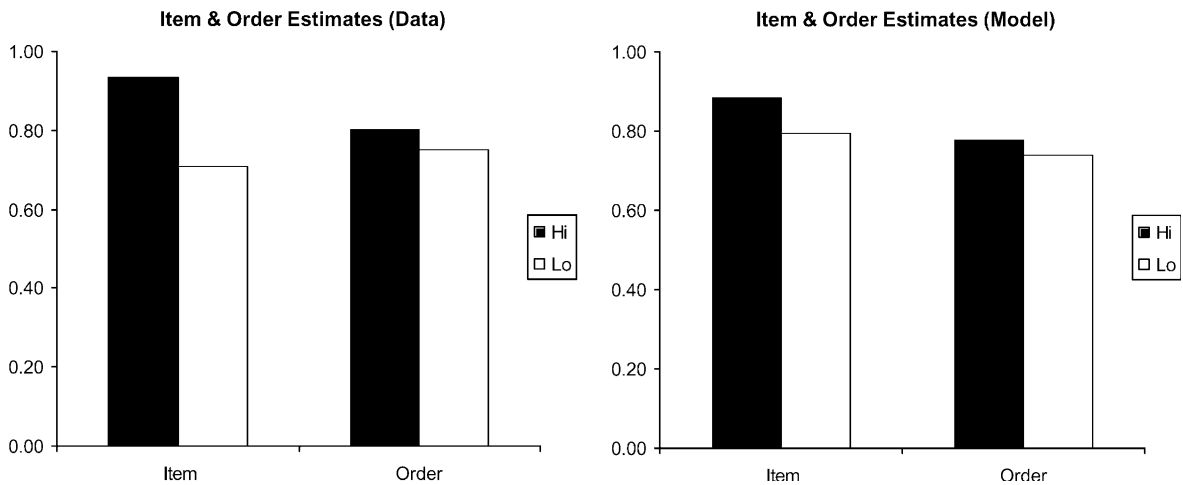 Item & Order Estimates (Data)
1.00
0.80
0.60
0.40
0.20
0.00
Item
Order
Hi
Lo
Item & Order Estimates (Model)
1.00
0.80
0.60
0.40
0.20
0.00
Item
Order
Hi
Lo